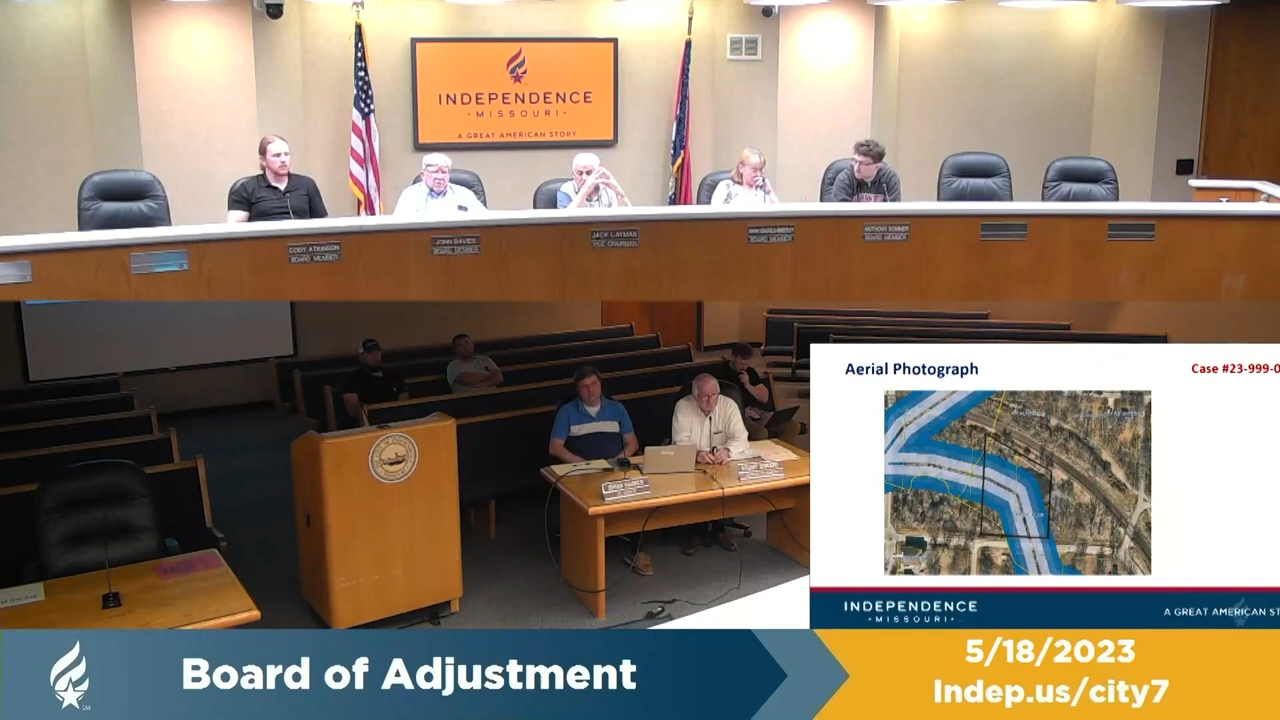 INDEPENDENCE
• MISSOURI •
A GREAT AMERICAN STORY
CODY ATKINSON
BOARD MEMBER
JOHN DAVIES
BOARD MEMBER
JACK LAYMAN
VICE CHAIRMAN
BOARD MEMBER
ANTHONY SOMMER
BOARD MEMBER
Aerial Photograph
Case #23-999-0
INDEPENDENCE
• MISSOURI •
A GREAT AMERICAN ST
Board of Adjustment
5/18/2023
Indep.us/city7